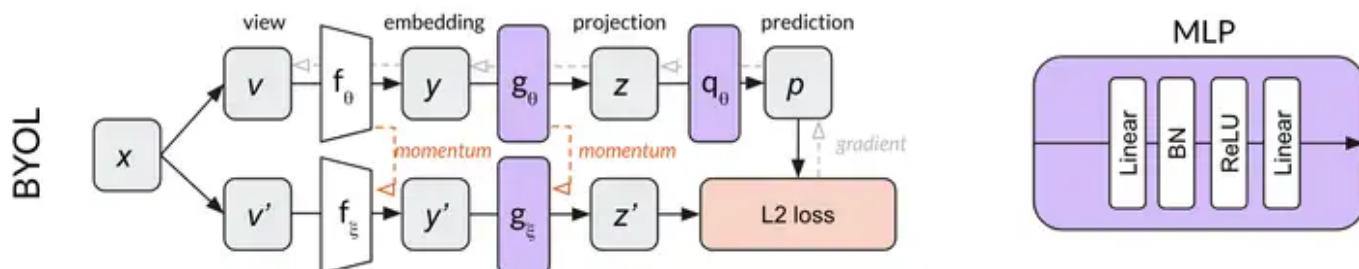 BYOL
view embedding projection prediction
x
v f_θ y g_θ z q_θ p
momentum momentum gradient
v' f_ξ y' g_ξ z' L2 loss
MLP
Linear
BN
ReLU
Linear